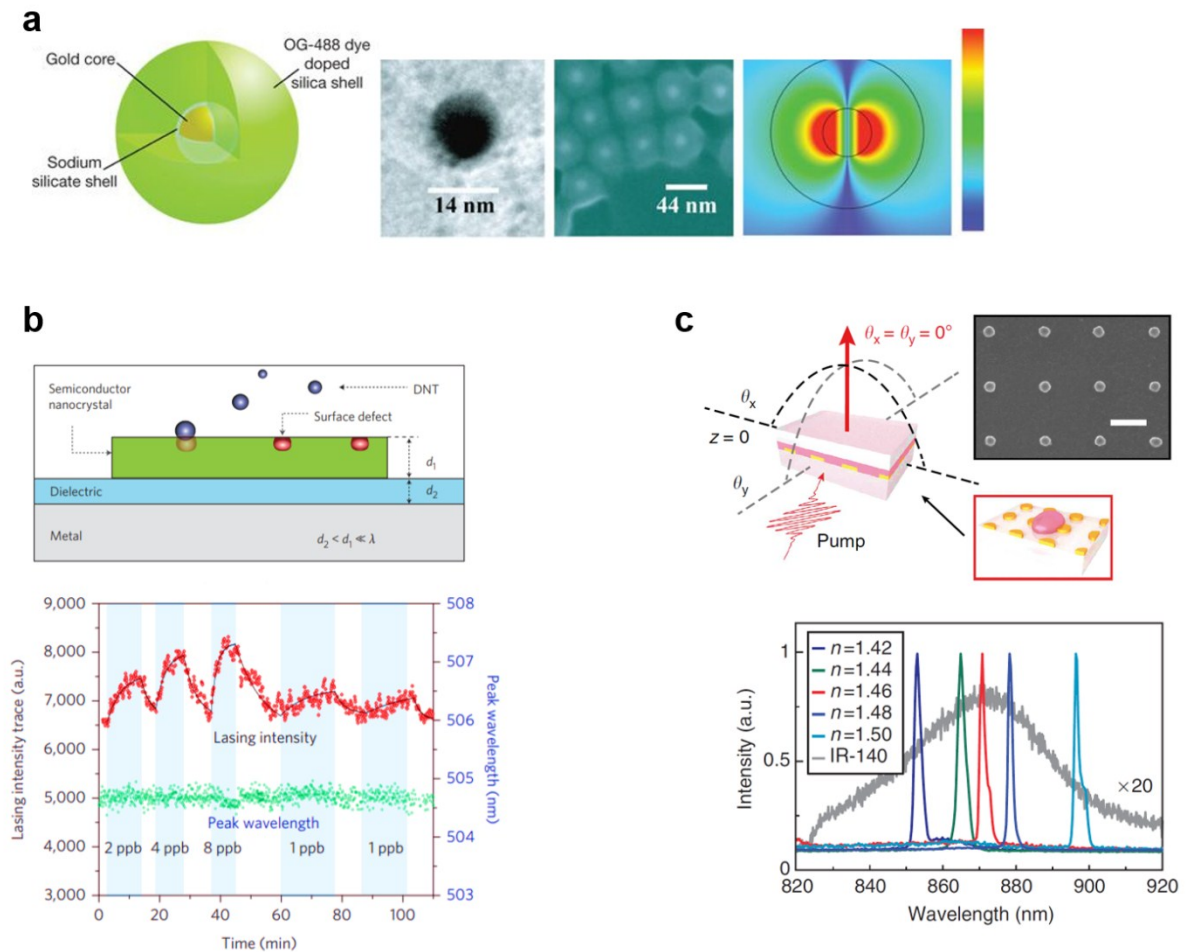 a
Gold core
OG-488 dye
doped
silica shell
Sodium
silicate shell
14 nm
44 nm
b
Semiconductor
nanocrystal
DNT
Surface defect
d₁
Dielectric
d₂
Metal
d₂ < d₁ ≪ λ
9,000
8,000
7,000
6,000
5,000
4,000
3,000
Lasing intensity trace (a.u.)
508
507
506
505
504
503
Peak wavelength (nm)
Lasing intensity
Peak wavelength
2 ppb
4 ppb
8 ppb
1 ppb
1 ppb
0
20
40
60
80
100
Time (min)
c
θx = θy = 0°
θx
z = 0
θy
Pump
n=1.42
n=1.44
n=1.46
n=1.48
n=1.50
IR-140
×20
1
0.5
0
Intensity (a.u.)
820
840
860
880
900
920
Wavelength (nm)